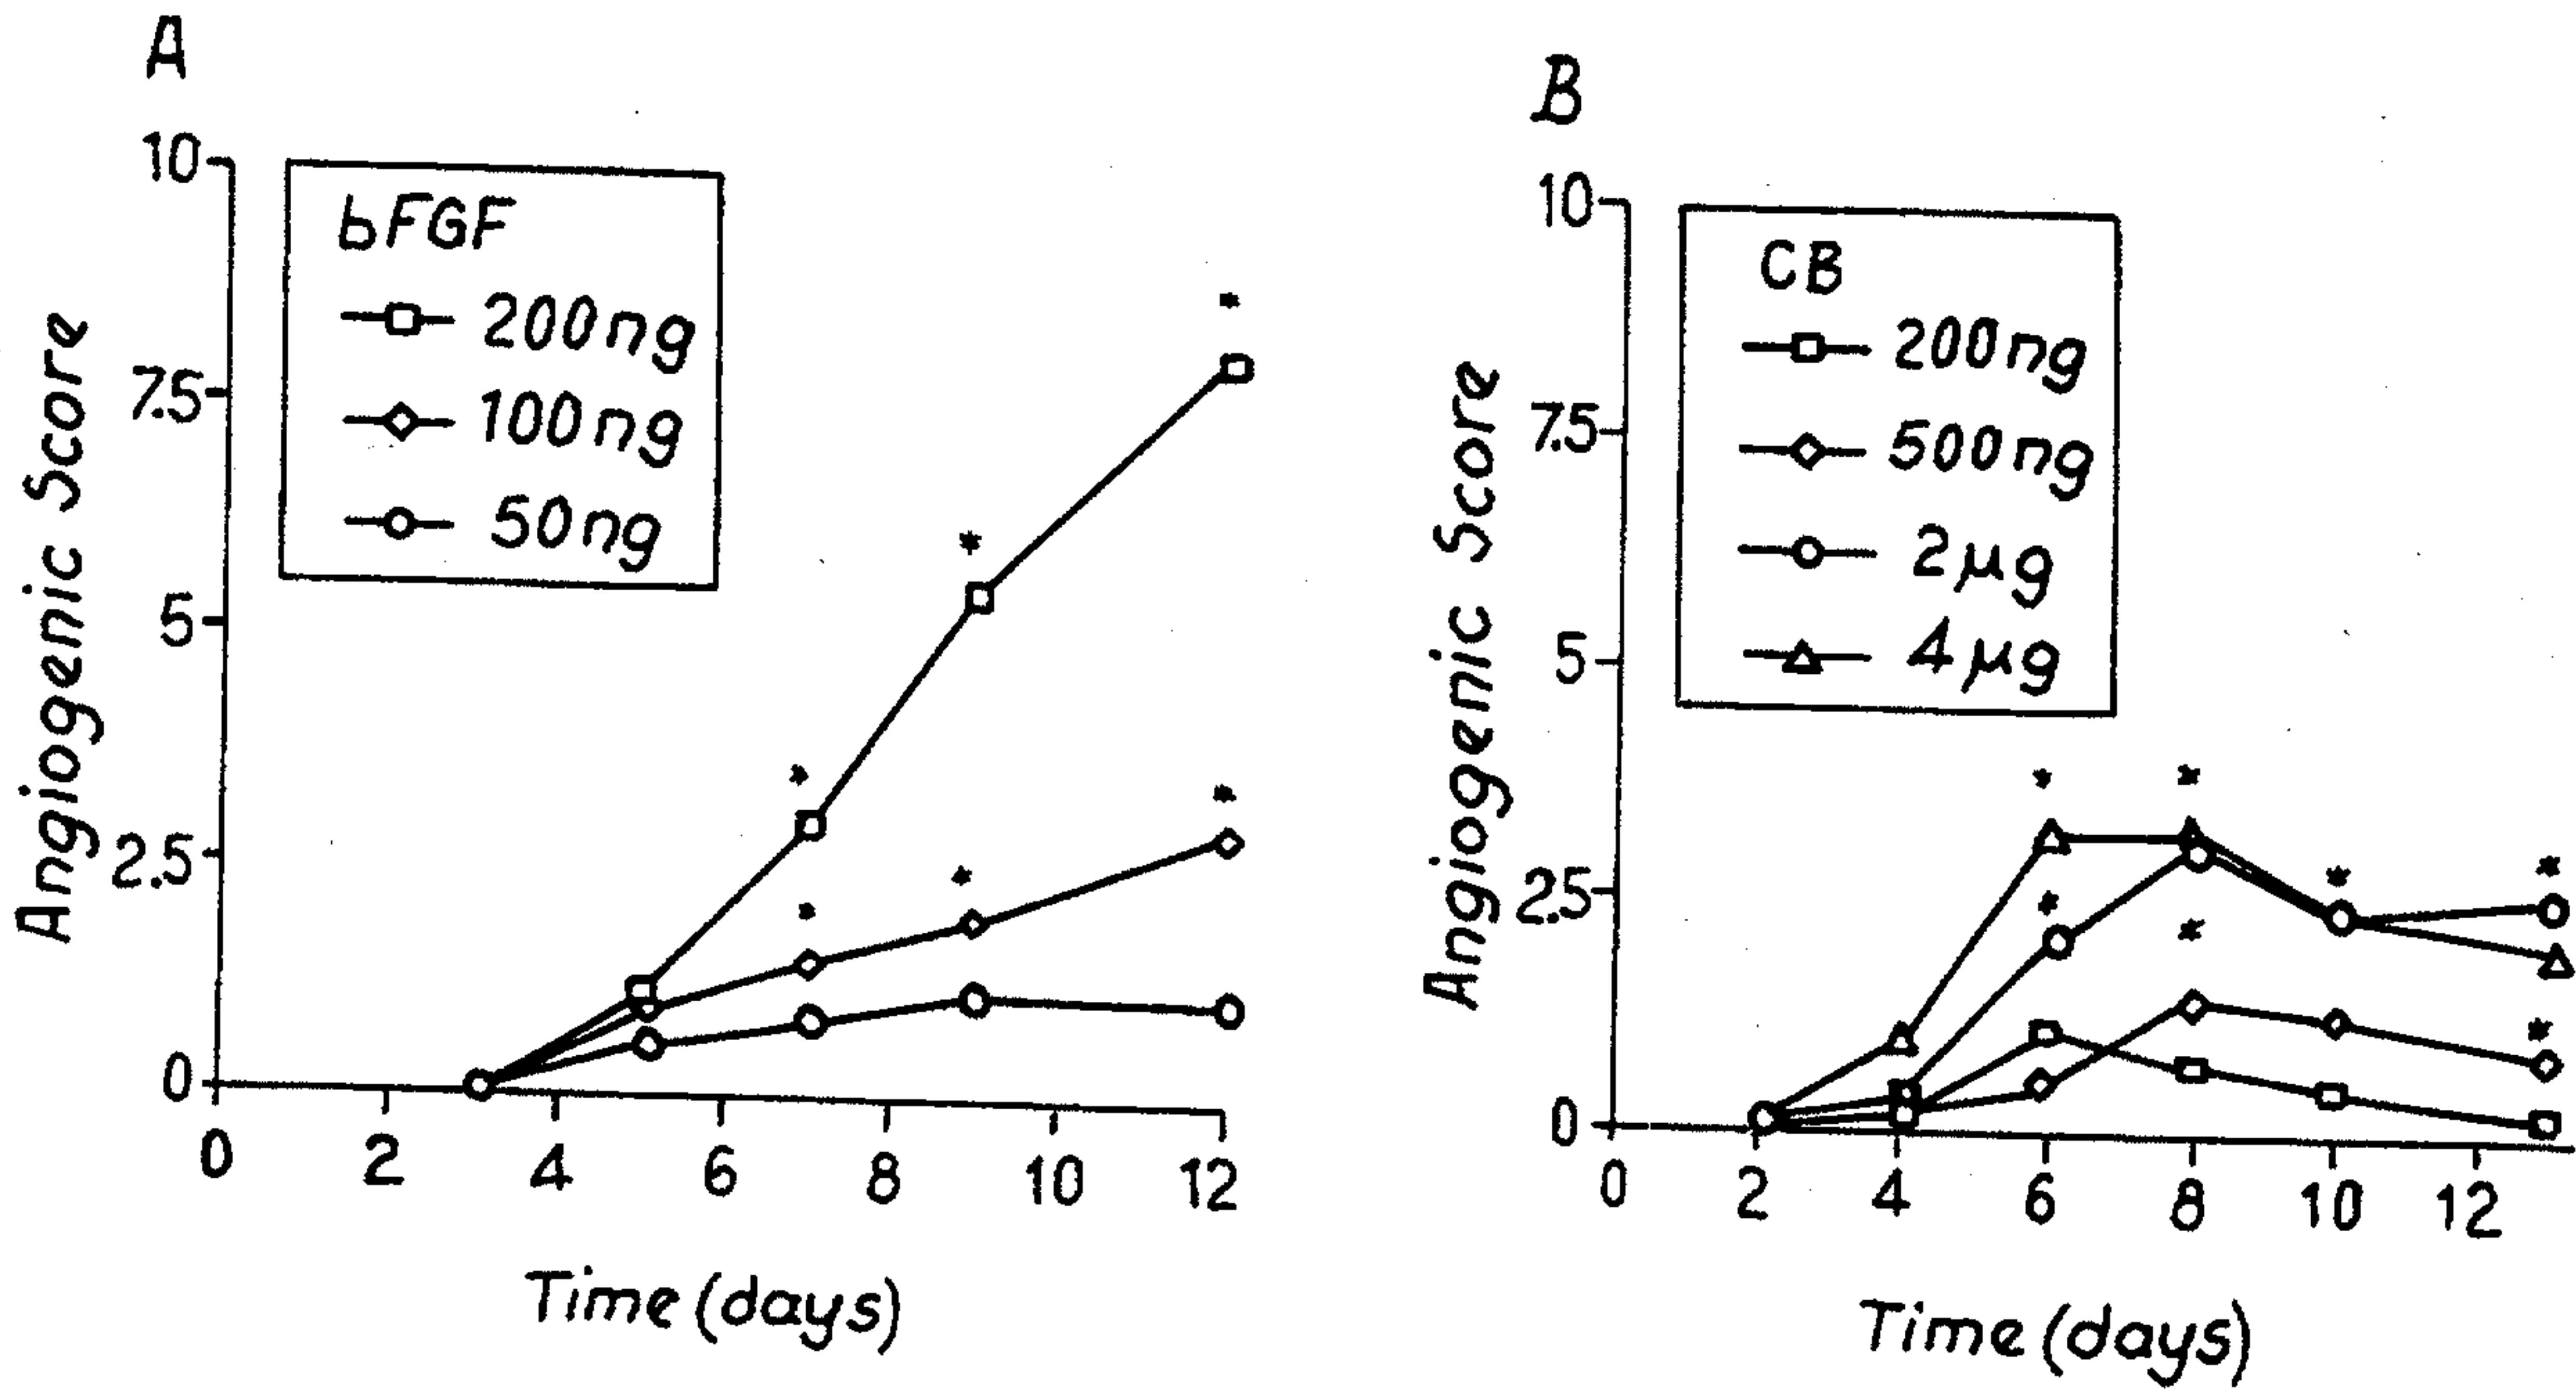 A
Angiogenic Score
10
7.5
5
2.5
0
bFGF
200ng
100ng
50ng
*
*
*
*
*
*
0 2 4 6 8 10 12
Time (days)
B
Angiogenic Score
10
7.5
5
2.5
0
CB
200ng
500ng
2µg
4µg
*
*
*
*
*
*
*
0 2 4 6 8 10 12
Time (days)